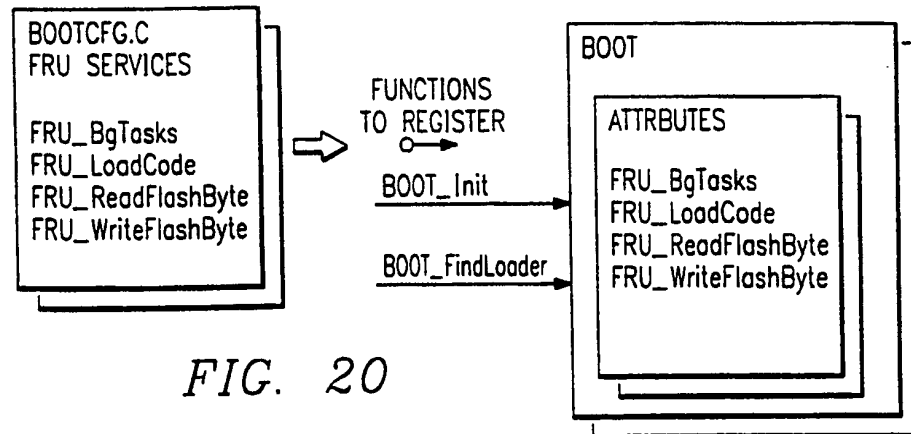 BOOTCFG.C
FRU SERVICES
FRU_BgTasks
FRU_LoadCode
FRU_ReadFlashByte
FRU_WriteFlashByte
FUNCTIONS
TO REGISTER
BOOT_Init
BOOT_FindLoader
BOOT
ATTRBUTES
FRU_BgTasks
FRU_LoadCode
FRU_ReadFlashByte
FRU_WriteFlashByte
FIG. 20